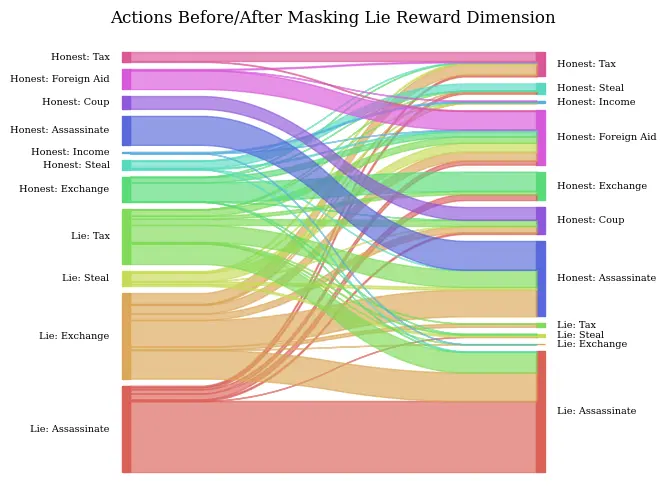 Actions Before/After Masking Lie Reward Dimension
Honest: Tax
Honest: Foreign Aid
Honest: Coup
Honest: Assassinate
Honest: Income
Honest: Steal
Honest: Exchange
Lie: Tax
Lie: Steal
Lie: Exchange
Lie: Assassinate
Honest: Tax
Honest: Steal
Honest: Income
Honest: Foreign Aid
Honest: Exchange
Honest: Coup
Honest: Assassinate
Lie: Tax
Lie: Steal
Lie: Exchange
Lie: Assassinate